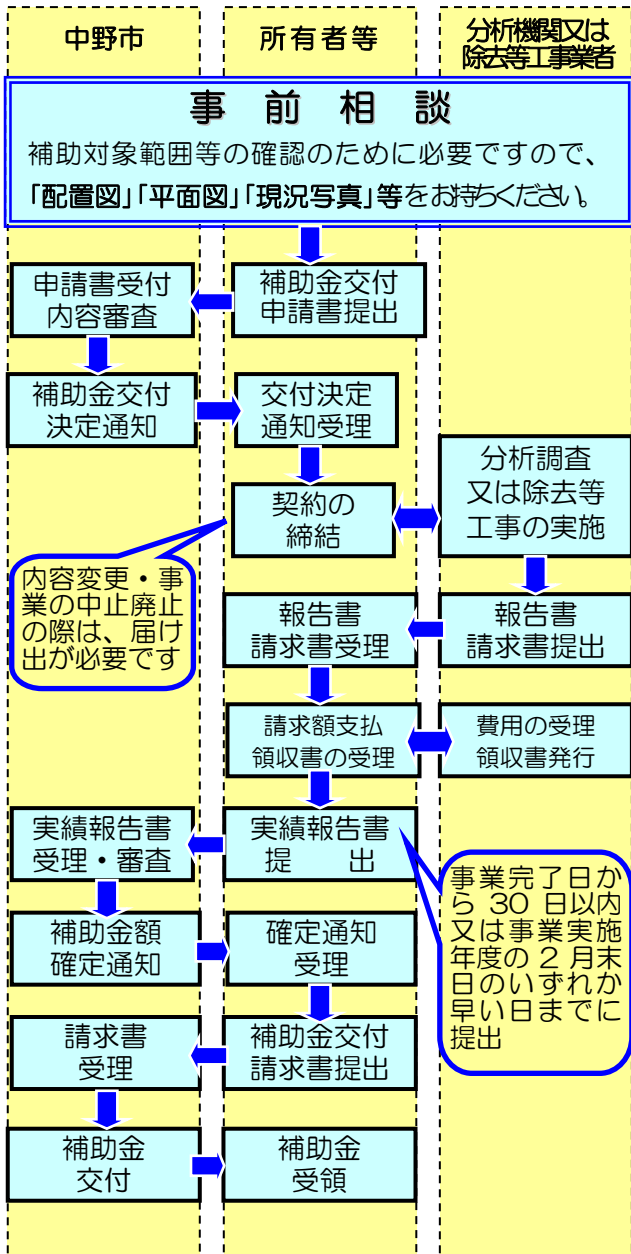 中野市
所有者等
分析機関又は
除去等工事業者
事前相談
補助対象範囲等の確認のために必要ですので、
「配置図」「平面図」「現況写真」等をお持ちください。
補助金交付
申請書提出
申請書受付
内容審査
補助金交付
決定通知
交付決定
通知受理
契約の
締結
分析調査
又は除去等
工事の実施
内容変更・事
業の中止廃止
の際は、届け
出が必要です
報告書
請求書提出
報告書
請求書受理
請求額支払
領収書の受理
費用の受理
領収書発行
実績報告書
提出
実績報告書
受理・審査
事業完了日か
ら 30 日以内
又は事業実施
年度の 2 月末
日のいずれか
早い日までに
提出
補助金額
確定通知
確定通知
受理
補助金交付
請求書提出
請求書
受理
補助金
交付
補助金
受領